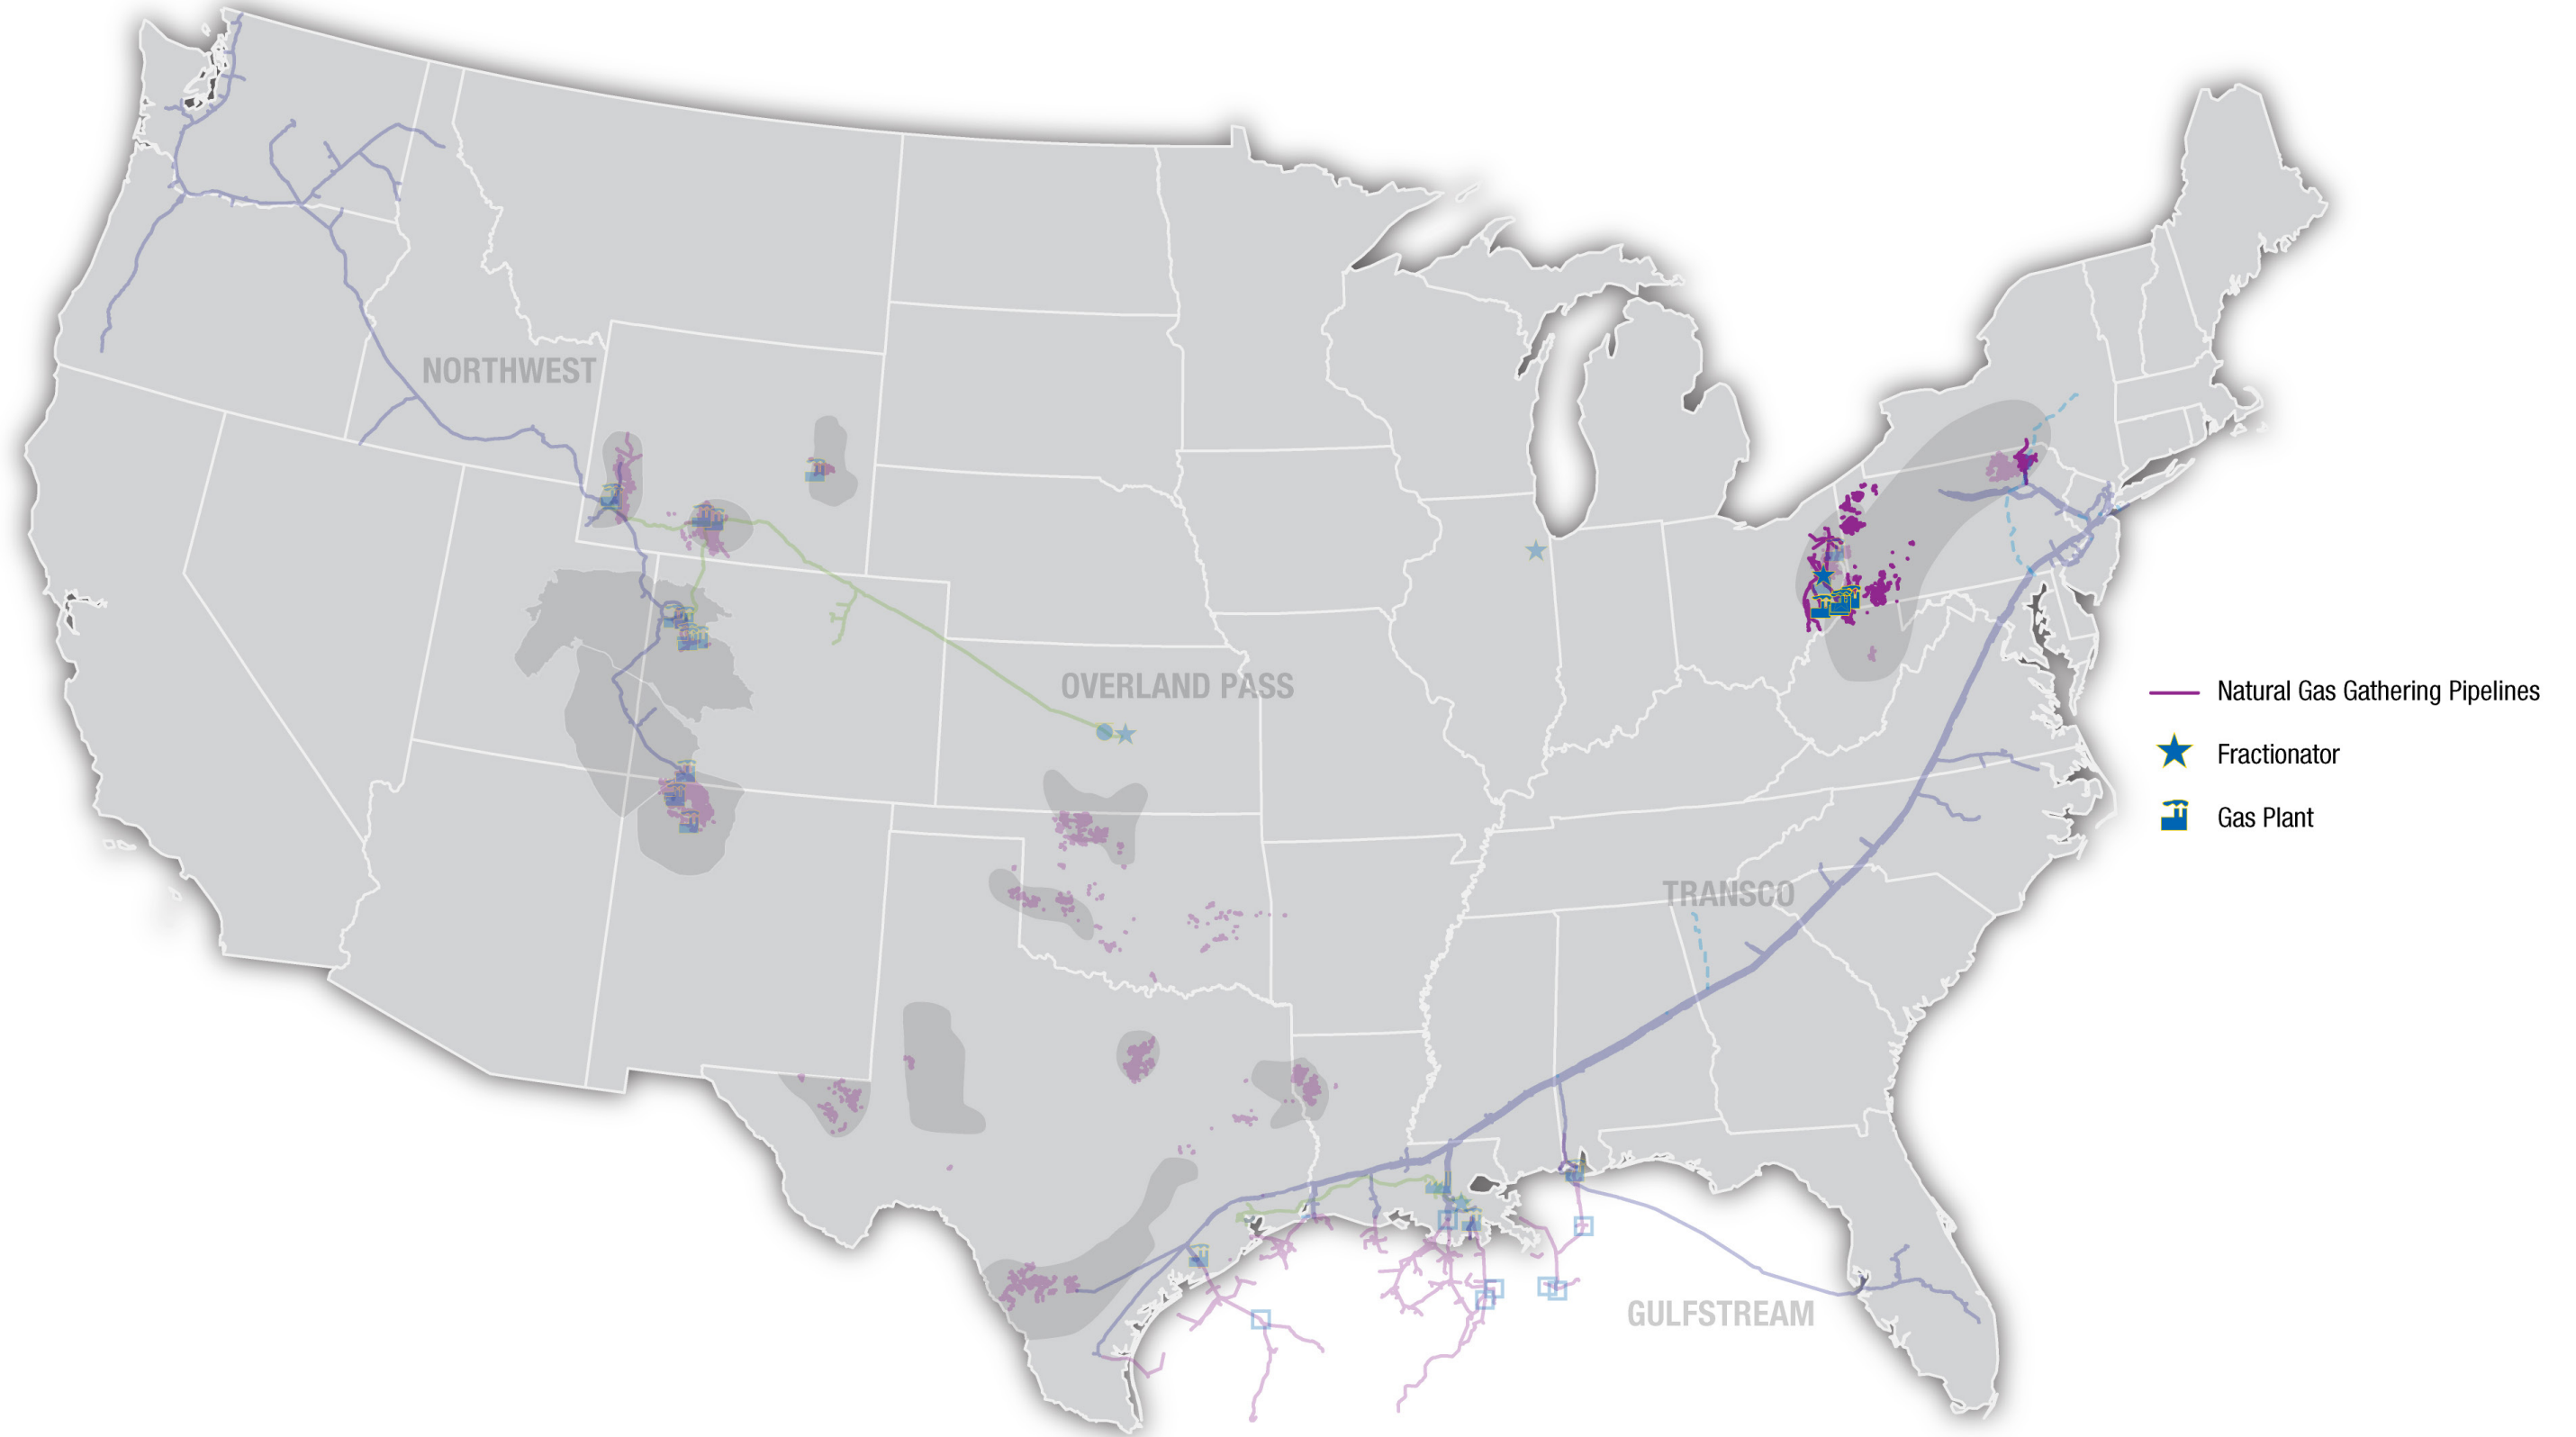 NORTHWEST
OVERLAND PASS
Natural Gas Gathering Pipelines
Fractionator
Gas Plant
TRANSCO
GULFSTREAM